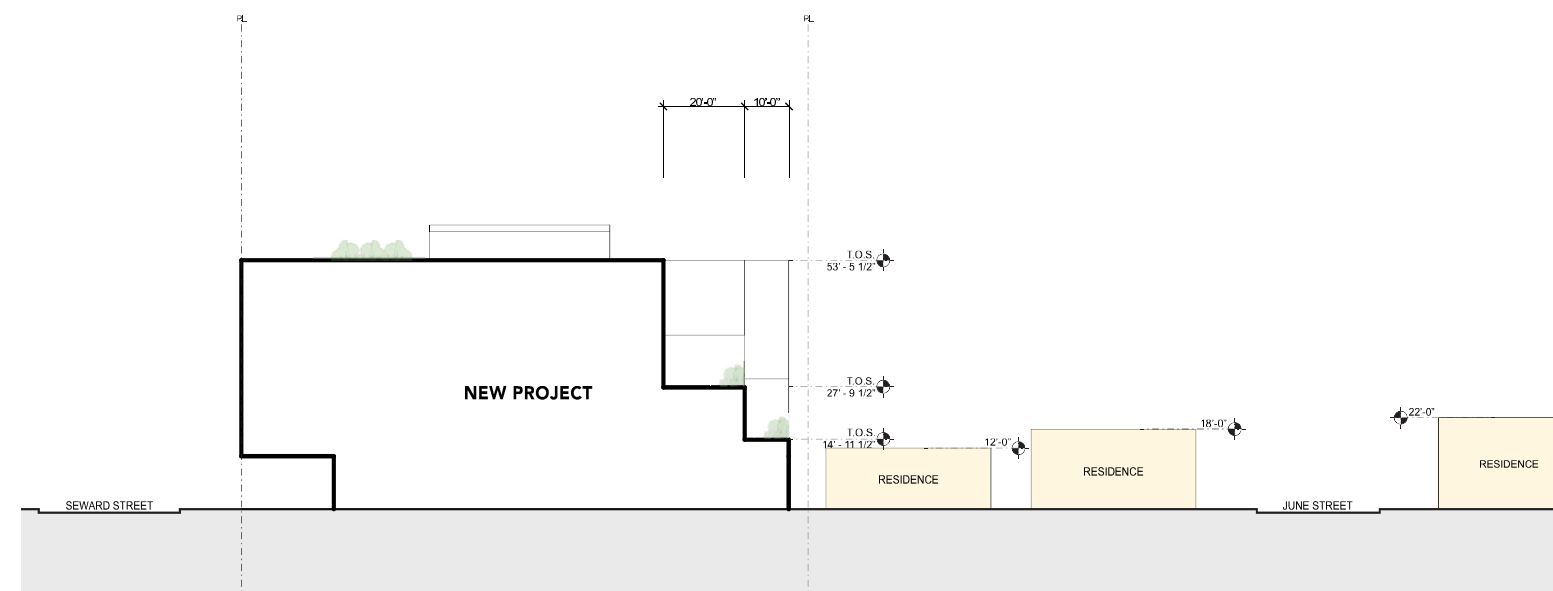 PL
PL
20'-0"
10'-0"
T.O.S.
53' - 5 1/2"
T.O.S.
27' - 9 1/2"
NEW PROJECT
T.O.S.
14' - 11 1/2"
12'-0"
18'-0"
22'-0"
RESIDENCE
RESIDENCE
RESIDENCE
SEWARD STREET
JUNE STREET